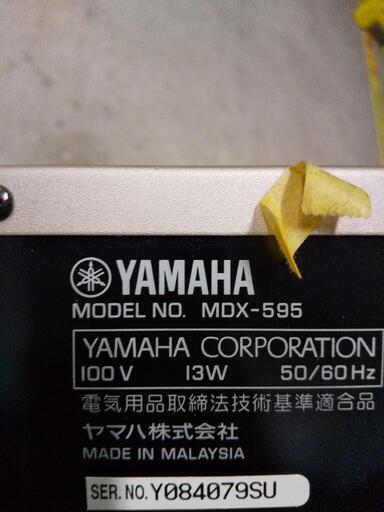 YAMAHA
MODEL NO. MDX-595
YAMAHA CORPORATION
100V 13W 50/60Hz
電気用品取締法技術基準適合品
ヤマハ株式会社
MADE IN MALAYSIA
SER. NO. Y084079SU